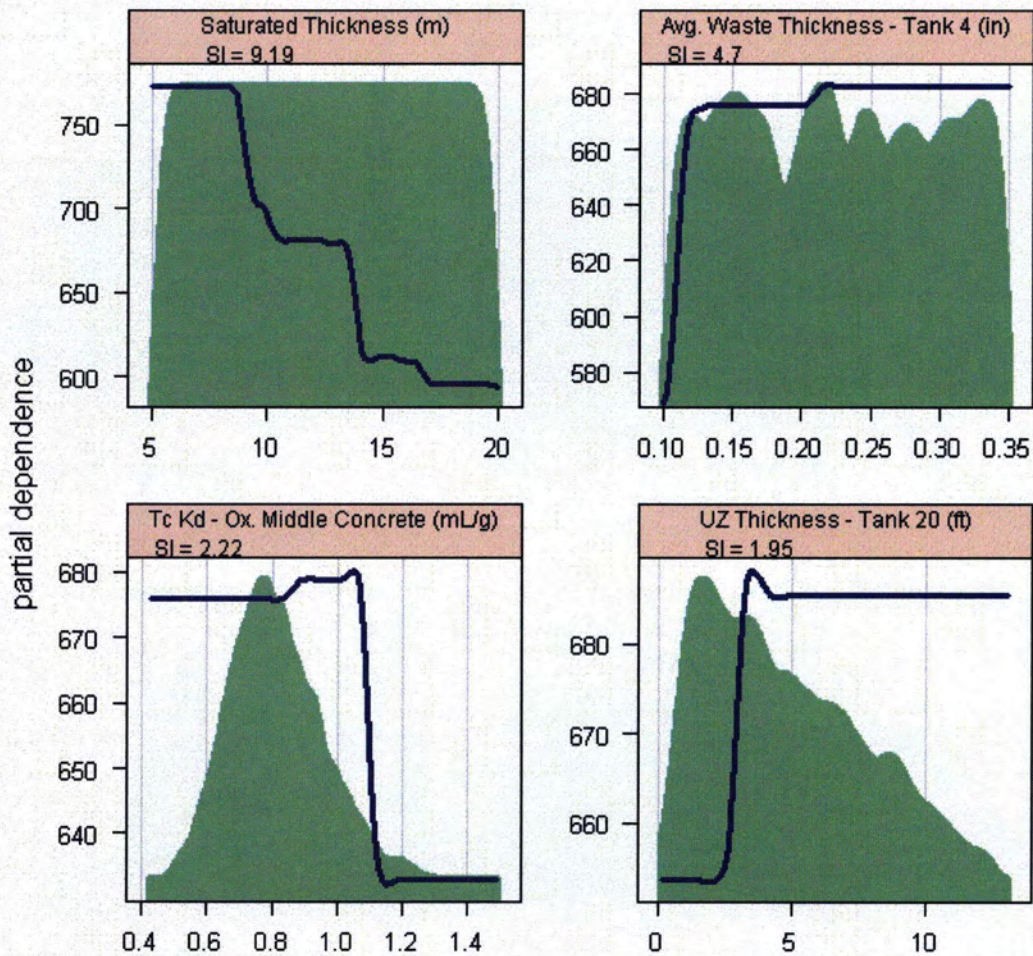 Saturated Thickness (m)
SI = 9.19
Avg. Waste Thickness - Tank 4 (in)
SI = 4.7
750
700
650
600
5 10 15 20
680
660
640
620
600
580
0.10 0.15 0.20 0.25 0.30 0.35
partial dependence
Tc Kd - Ox. Middle Concrete (mL/g)
SI = 2.22
UZ Thickness - Tank 20 (ft)
SI = 1.95
680
670
660
650
640
0.4 0.6 0.8 1.0 1.2 1.4
680
670
660
0 5 10